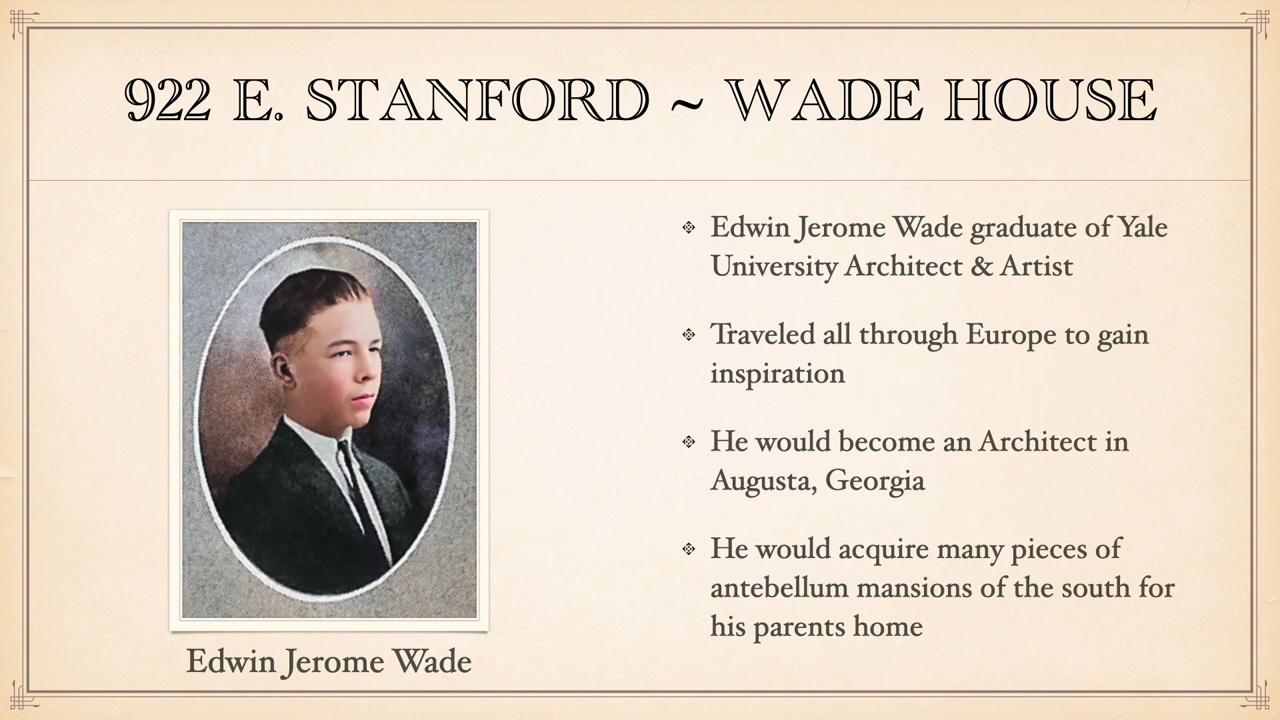 922 E. STANFORD ~ WADE HOUSE
Edwin Jerome Wade graduate of Yale
University Architect & Artist
Traveled all through Europe to gain
inspiration
He would become an Architect in
Augusta, Georgia
He would acquire many pieces of
antebellum mansions of the south for
his parents home
Edwin Jerome Wade